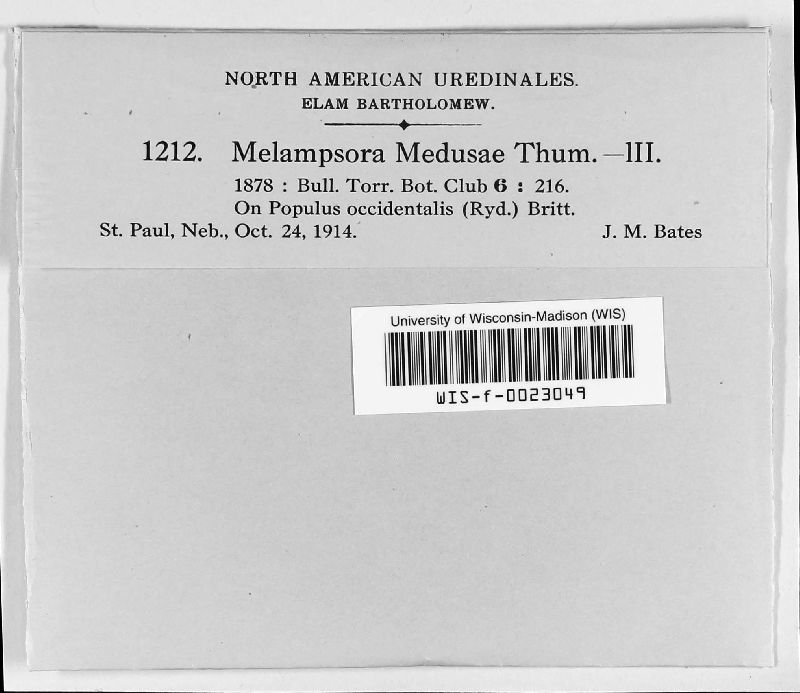 NORTH AMERICAN UREDINALES.
ELAM BARTHOLOMEW.
1212. Melampsora Medusae Thum.—III.
1878 : Bull. Torr. Bot. Club 6 : 216.
On Populus occidentalis (Ryd.) Britt.
St. Paul, Neb., Oct. 24, 1914. J. M. Bates
University of Wisconsin-Madison (WIS)
WIS-f-0023049